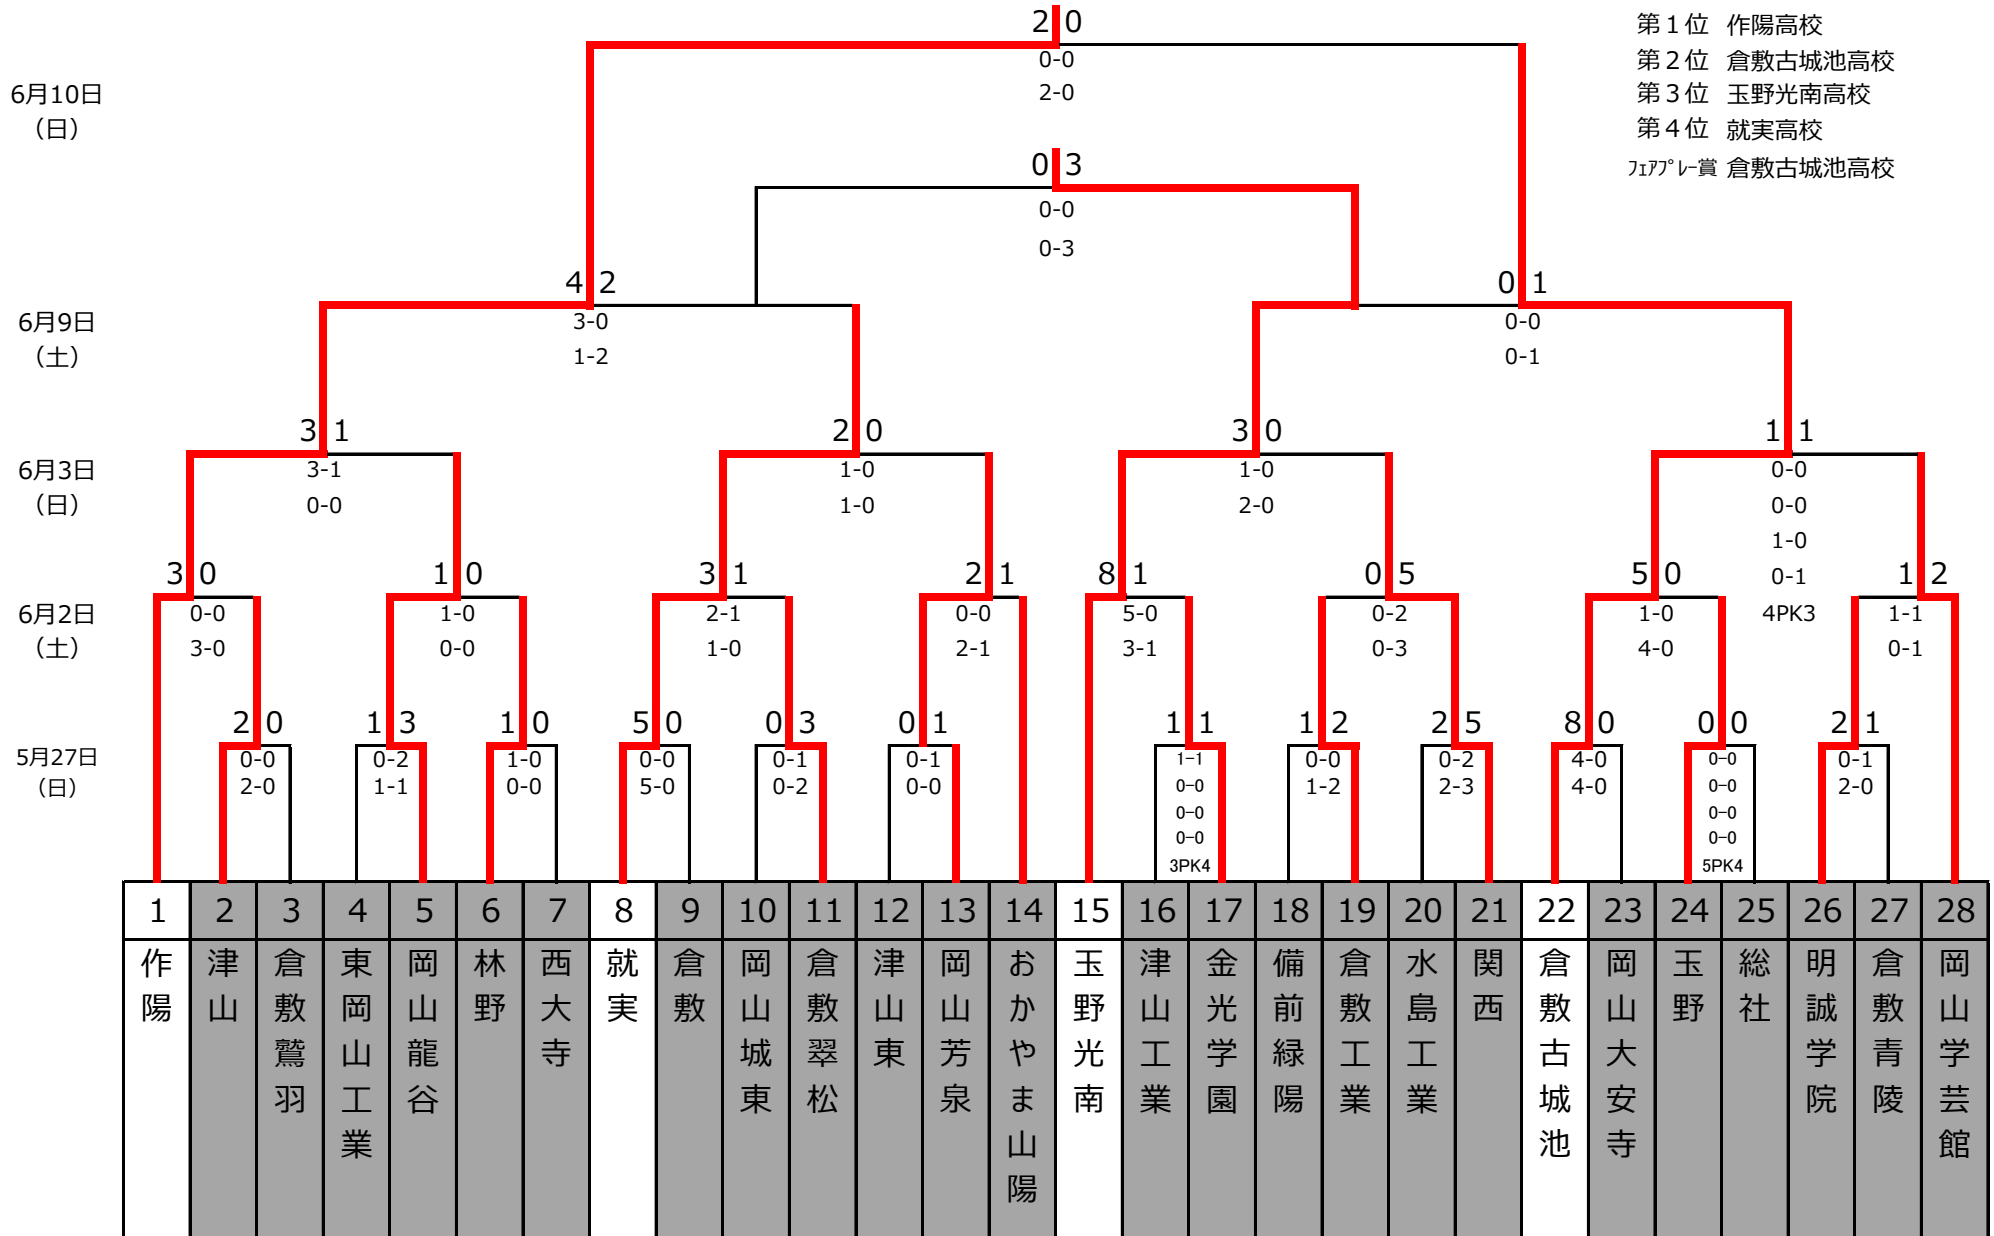 第１位 作陽高校
第２位 倉敷古城池高校
第３位 玉野光南高校
第４位 就実高校
ﾌｪｱﾌﾟﾚｰ賞 倉敷古城池高校
2 0
0-0
2-0
6月10日
（日）
0 3
0-0
0-3
4 2
3-0
1-2
0 1
0-0
0-1
6月9日
（土）
3 1
3-1
0-0
2 0
1-0
1-0
3 0
1-0
2-0
1 1
0-0
0-0
1-0
0-1
4PK3
6月3日
（日）
3 0
0-0
3-0
1 0
1-0
0-0
3 1
2-1
1-0
2 1
0-0
2-1
8 1
5-0
3-1
0 5
0-2
0-3
5 0
1-0
4-0
1 2
1-1
0-1
6月2日
（土）
2 0
0-0
2-0
1 3
0-2
1-1
1 0
1-0
0-0
5 0
0-0
5-0
0 3
0-1
0-2
0 1
0-1
0-0
1 1
1-1
0-0
0-0
0-0
3PK4
1 2
0-0
1-2
2 5
0-2
2-3
8 0
4-0
4-0
0 0
0-0
0-0
0-0
0-0
5PK4
2 1
0-1
2-0
5月27日
（日）
1 2 3 4 5 6 7 8 9 10 11 12 13 14 15 16 17 18 19 20 21 22 23 24 25 26 27 28
作陽
津山
倉敷鷲羽
東岡山工業
岡山龍谷
林野
西大寺
就実
倉敷
岡山城東
倉敷翠松
津山東
岡山芳泉
おかやま山陽
玉野光南
津山工業
金光学園
備前緑陽
倉敷工業
水島工業
関西
倉敷古城池
岡山大安寺
玉野
総社
明誠学院
倉敷青陵
岡山学芸館